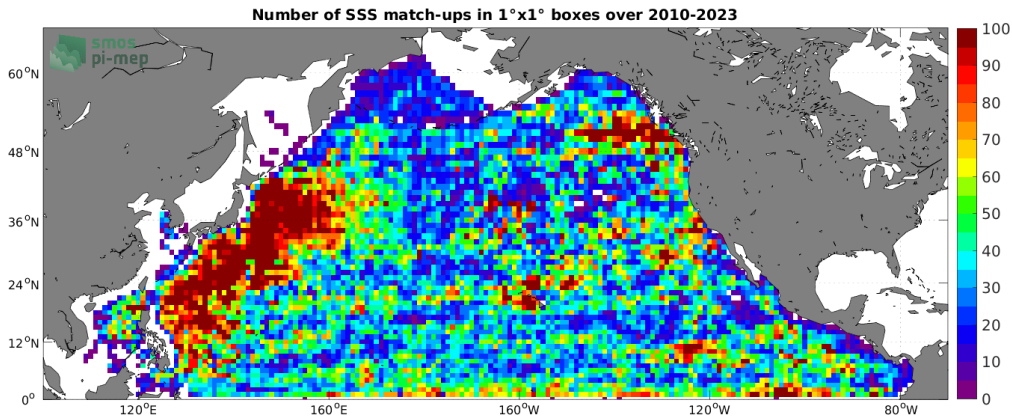 Number of SSS match-ups in 1°x1° boxes over 2010-2023
smos
pi-mep
60°N
48°N
36°N
24°N
12°N
0°
120°E
160°E
160°W
120°W
80°W
100
90
80
70
60
50
40
30
20
10
0